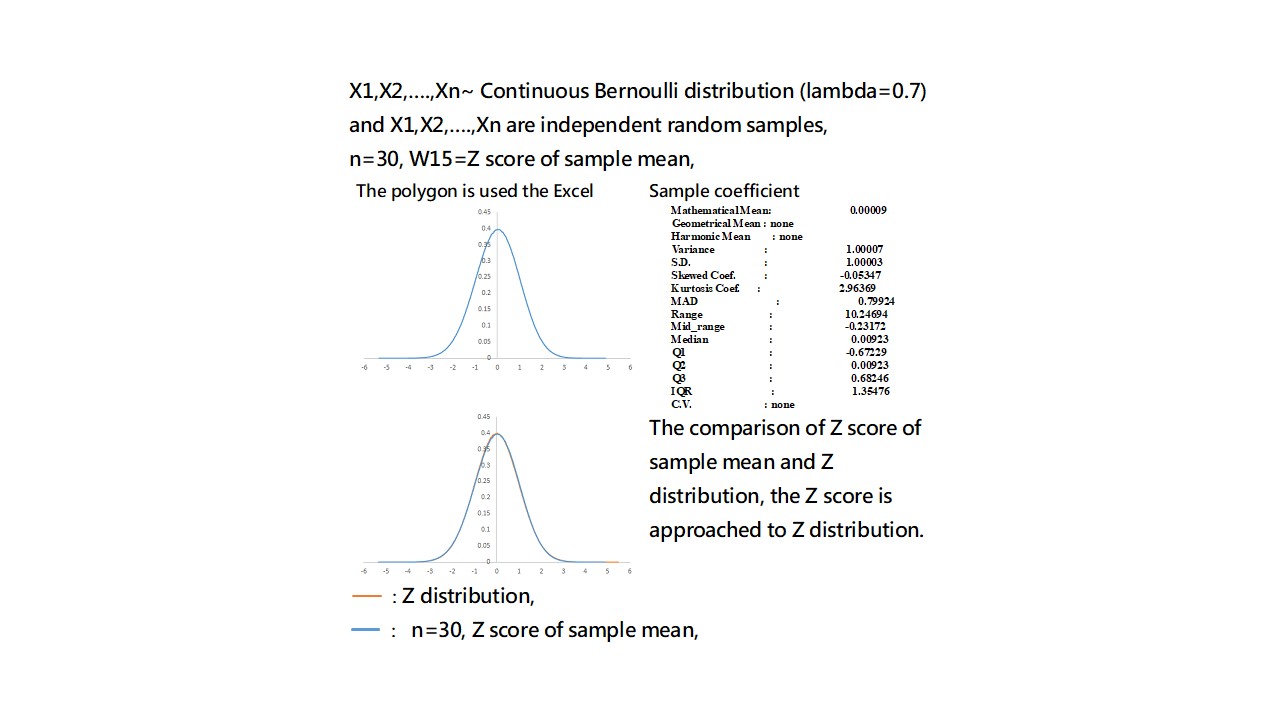 X1,X2,....,Xn~ Continuous Bernoulli distribution (lambda=0.7)
and X1,X2,....,Xn are independent random samples,
n=30, W15=Z score of sample mean,
The polygon is used the Excel
0.45
0.4
0.35
0.3
0.25
0.2
0.15
0.1
0.05
0
-6 -5 -4 -3 -2 -1 0 1 2 3 4 5 6
Sample coefficient
Mathematical Mean: 0.00009
Geometrical Mean : none
Harmonic Mean : none
Variance : 1.00007
S.D. : 1.00003
Skewed Coef. : -0.05347
Kurtosis Coef. : 2.96369
MAD : 0.79924
Range : 10.24694
Mid_range : -0.23172
Median : 0.00923
Q1 : -0.67229
Q2 : 0.00923
Q3 : 0.68246
IQR : 1.35476
C.V. : none
0.45
0.4
0.35
0.3
0.25
0.2
0.15
0.1
0.05
0
-6 -5 -4 -3 -2 -1 0 1 2 3 4 5 6
The comparison of Z score of
sample mean and Z
distribution, the Z score is
approached to Z distribution.
: Z distribution,
: n=30, Z score of sample mean,